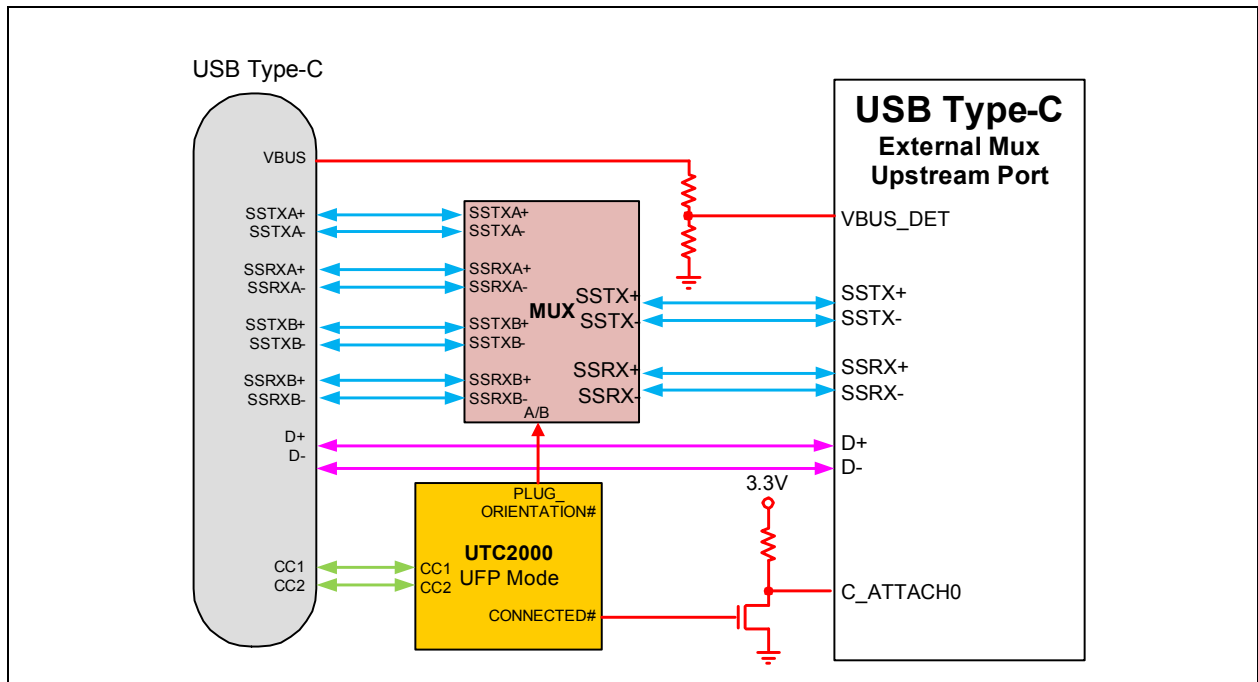 USB Type-C
VBUS
SSTXA+
SSTXA-
SSRXA+
SSRXA-
SSTXB+
SSTXB-
SSRXB+
SSRXB-
D+
D-
CC1
CC2
SSTXA+
SSTXA-
SSRXA+
SSRXA-
SSTXB+
SSTXB-
SSRXB+
SSRXB-
MUX
SSTX+
SSTX-
SSRX+
SSRX-
A/B
PLUG_
ORIENTATION#
UTC2000
UFP Mode
CC1
CC2
CONNECTED#
3.3V
USB Type-C
External Mux
Upstream Port
VBUS_DET
SSTX+
SSTX-
SSRX+
SSRX-
D+
D-
C_ATTACH0